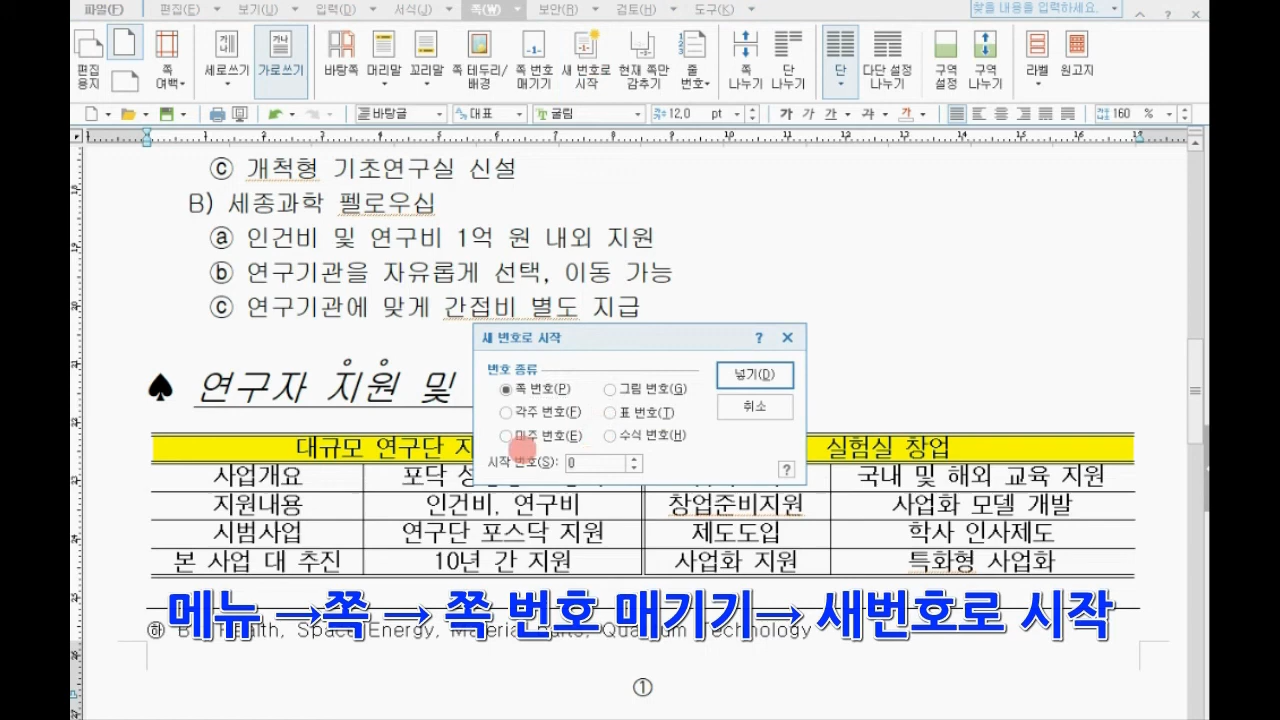 파일(F) 편집(E) 보기(U) 입력(D) 서식(J) 쪽(W) 보안(R) 검토(H) 도구(K) 찾을 내용을 입력하세요.
편집 용지 쪽 여백 세로쓰기 가로쓰기 바탕쪽 머리말 꼬리말 쪽 테두리/배경 쪽 번호 매기기 새 번호로 시작 현재 쪽만 감추기 줄 번호 쪽 나누기 단 나누기 단 다단 설정 나누기 구역 설정 구역 나누기 라벨 원고지
바탕글 대표 굴림 12,0 pt 가 가 가 가 가 160 %
ⓒ 개척형 기초연구실 신설
B) 세종과학 펠로우십
ⓐ 인건비 및 연구비 1억 원 내외 지원
ⓑ 연구기관을 자유롭게 선택, 이동 가능
ⓒ 연구기관에 맞게 간접비 별도 지급
새 번호로 시작 ? ×
번호 종류
쪽 번호(P) 그림 번호(G) 넣기(D)
각주 번호(F) 표 번호(T) 취소
미주 번호(E) 수식 번호(H)
시작 번호(S): 0 ?
♠ 연구자 지원 및
대규모 연구단 지 실험실 창업
사업개요 포닥 성 국내 및 해외 교육 지원
지원내용 인건비, 연구비 창업준비지원 사업화 모델 개발
시범사업 연구단 포스닥 지원 제도도입 학사 인사제도
본 사업 대 추진 10년 간 지원 사업화 지원 특화형 사업화
메뉴 →쪽 → 쪽 번호 매기기→ 새번호로 시작
①